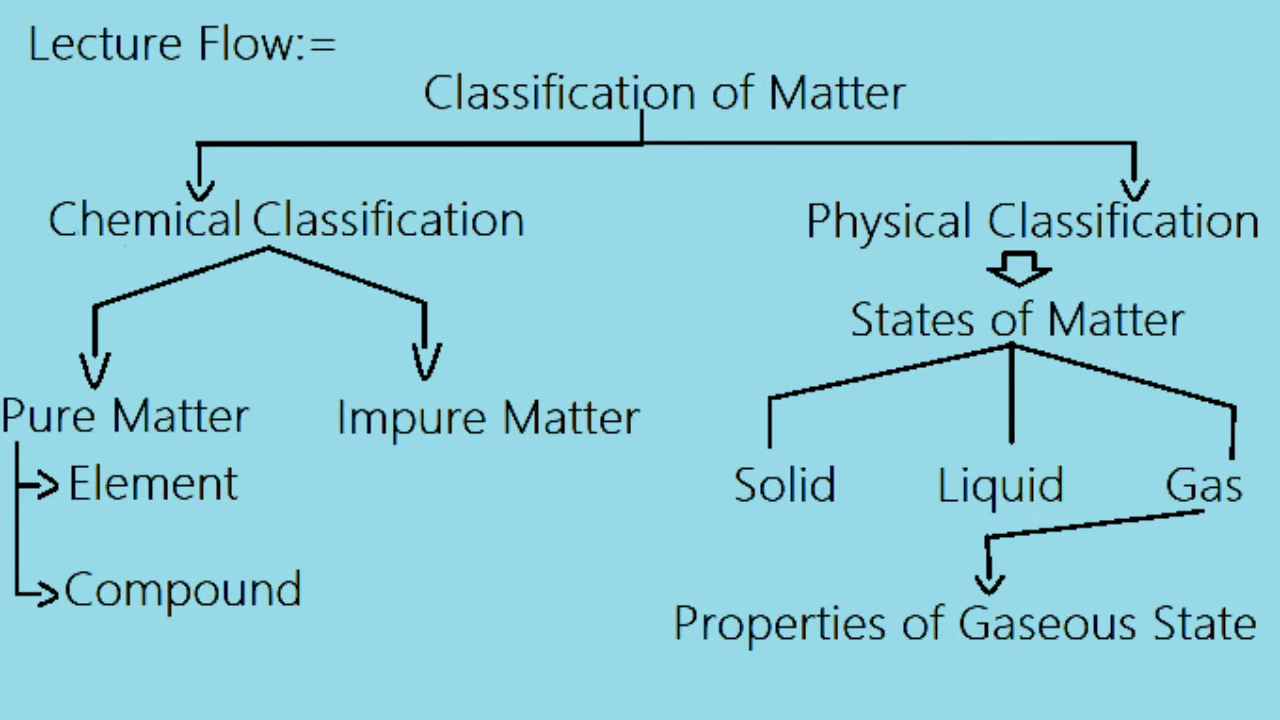 Lecture Flow:=
Classification of Matter
Chemical Classification
Physical Classification
States of Matter
Pure Matter
Impure Matter
Element
Compound
Solid
Liquid
Gas
Properties of Gaseous State